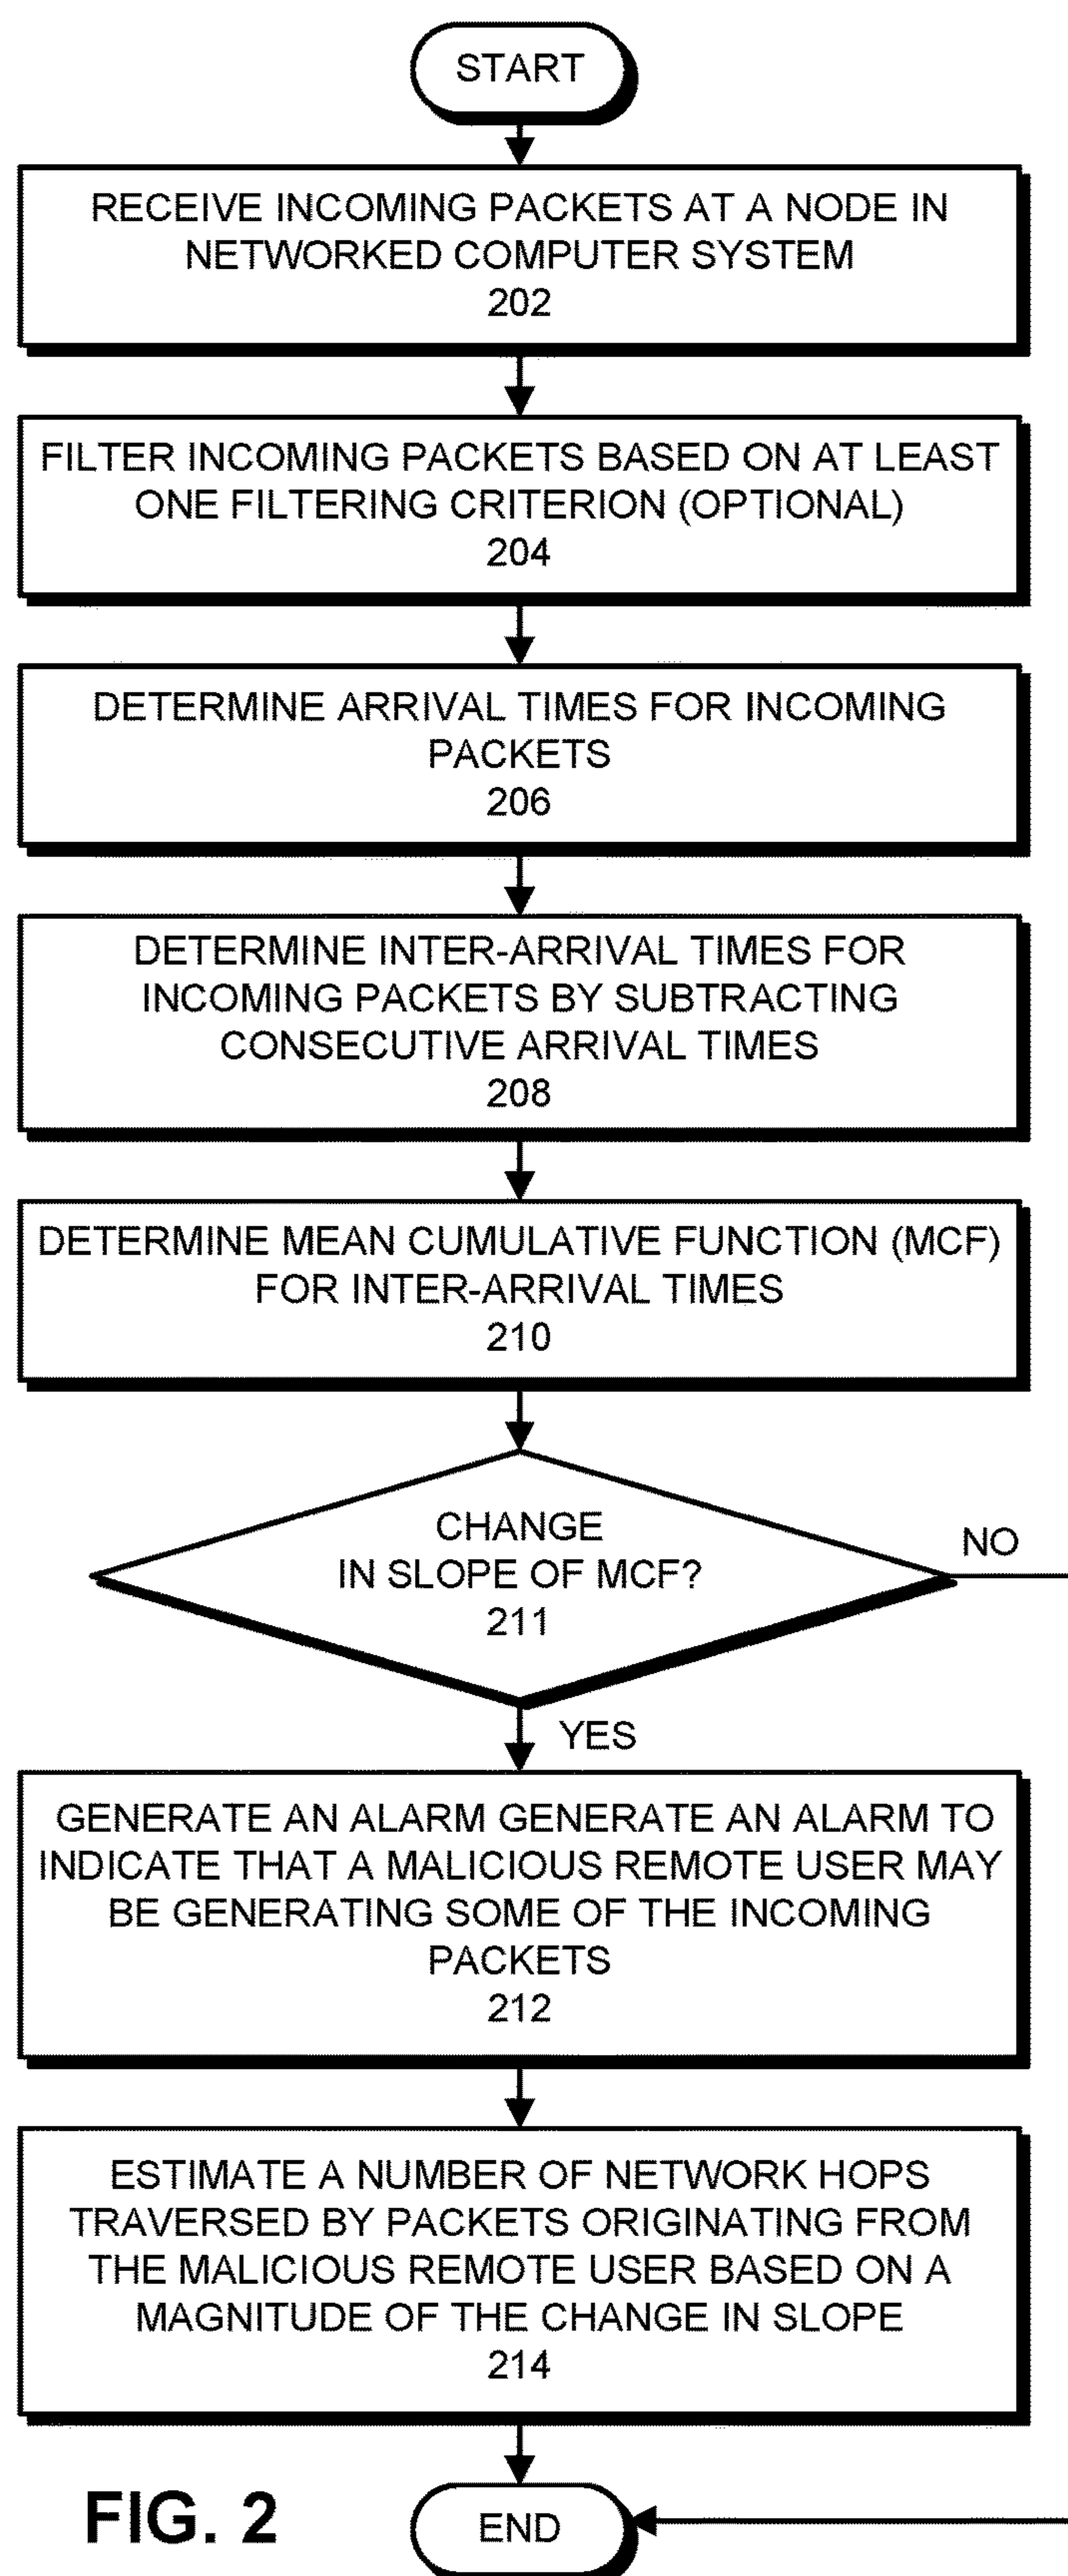 START
RECEIVE INCOMING PACKETS AT A NODE IN
NETWORKED COMPUTER SYSTEM
202
FILTER INCOMING PACKETS BASED ON AT LEAST
ONE FILTERING CRITERION (OPTIONAL)
204
DETERMINE ARRIVAL TIMES FOR INCOMING
PACKETS
206
DETERMINE INTER-ARRIVAL TIMES FOR
INCOMING PACKETS BY SUBTRACTING
CONSECUTIVE ARRIVAL TIMES
208
DETERMINE MEAN CUMULATIVE FUNCTION (MCF)
FOR INTER-ARRIVAL TIMES
210
CHANGE
IN SLOPE OF MCF?
211
NO
YES
GENERATE AN ALARM GENERATE AN ALARM TO
INDICATE THAT A MALICIOUS REMOTE USER MAY
BE GENERATING SOME OF THE INCOMING
PACKETS
212
ESTIMATE A NUMBER OF NETWORK HOPS
TRAVERSED BY PACKETS ORIGINATING FROM
THE MALICIOUS REMOTE USER BASED ON A
MAGNITUDE OF THE CHANGE IN SLOPE
214
END
FIG. 2